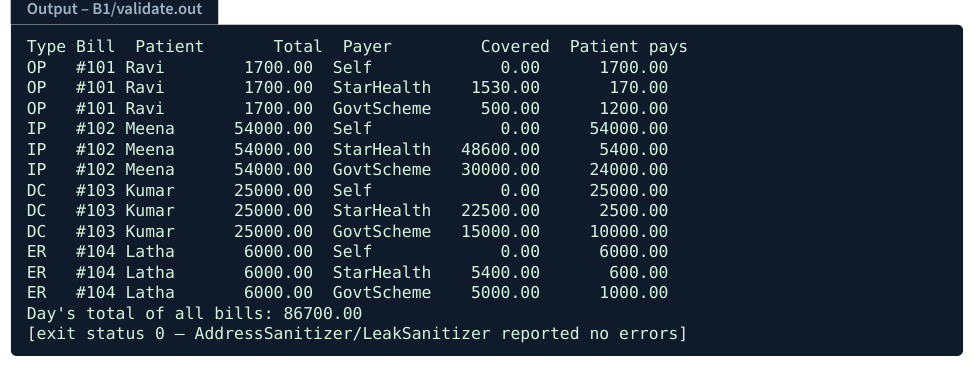 Output – B1/validate.out
Type Bill  Patient       Total  Payer         Covered  Patient pays
OP   #101 Ravi        1700.00  Self             0.00      1700.00
OP   #101 Ravi        1700.00  StarHealth    1530.00       170.00
OP   #101 Ravi        1700.00  GovtScheme     500.00      1200.00
IP   #102 Meena      54000.00  Self             0.00     54000.00
IP   #102 Meena      54000.00  StarHealth   48600.00      5400.00
IP   #102 Meena      54000.00  GovtScheme   30000.00     24000.00
DC   #103 Kumar      25000.00  Self             0.00     25000.00
DC   #103 Kumar      25000.00  StarHealth   22500.00      2500.00
DC   #103 Kumar      25000.00  GovtScheme   15000.00     10000.00
ER   #104 Latha       6000.00  Self             0.00      6000.00
ER   #104 Latha       6000.00  StarHealth    5400.00       600.00
ER   #104 Latha       6000.00  GovtScheme    5000.00      1000.00
Day's total of all bills: 86700.00
[exit status 0 — AddressSanitizer/LeakSanitizer reported no errors]